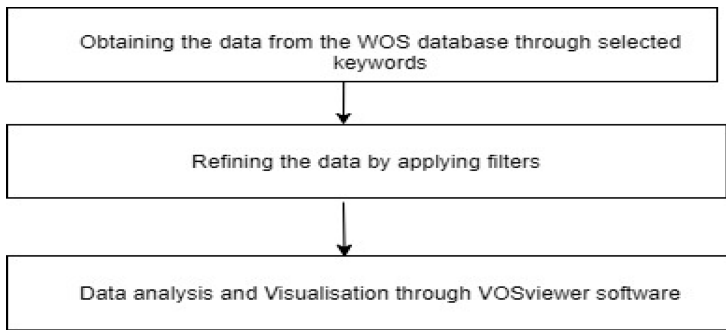 Obtaining the data from the WOS database through selected
keywords
Refining the data by applying filters
Data analysis and Visualisation through VOSviewer software